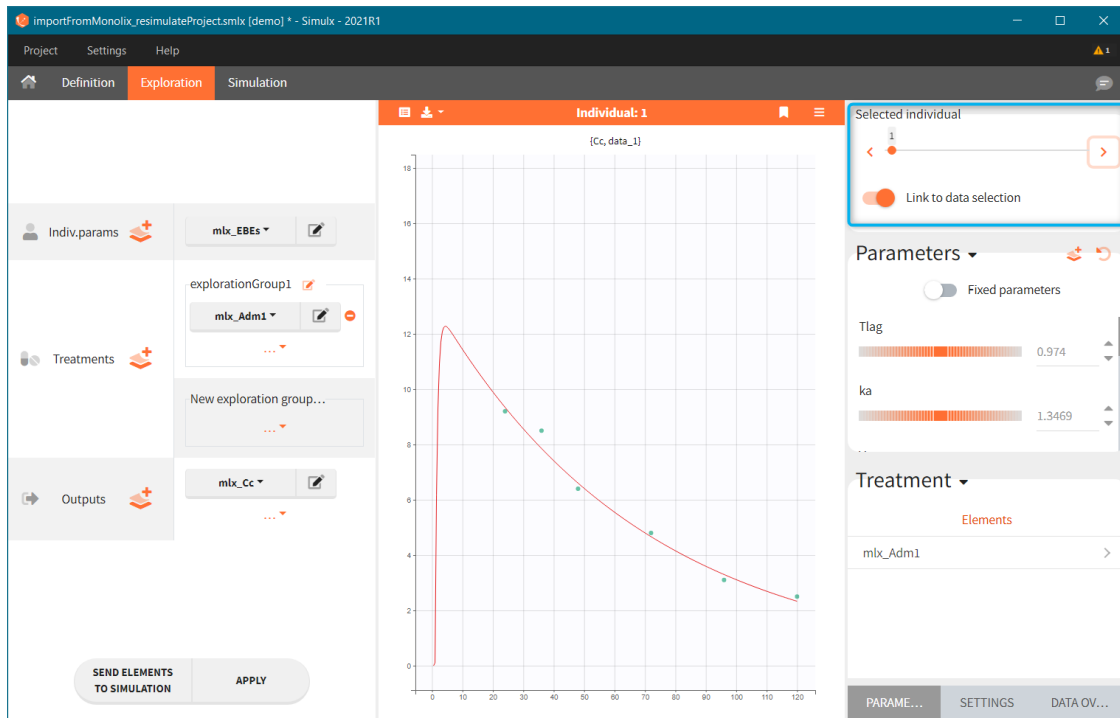 importFromMonolix_resimulateProject.smlx [demo] * - Simulx - 2021R1
Project Settings Help
1
Definition Exploration Simulation
Indiv.params
mlx_EBEs
Treatments
explorationGroup1
mlx_Adm1
...
New exploration group...
...
Outputs
mlx_Cc
...
SEND ELEMENTS
TO SIMULATION
APPLY
Individual: 1
{Cc, data_1}
18
16
14
12
10
8
6
4
2
0
0 10 20 30 40 50 60 70 80 90 100 110 120
Selected individual
1
Link to data selection
Parameters
Fixed parameters
Tlag
0.974
ka
1.3469
Treatment
Elements
mlx_Adm1
PARAME... SETTINGS DATA OV...